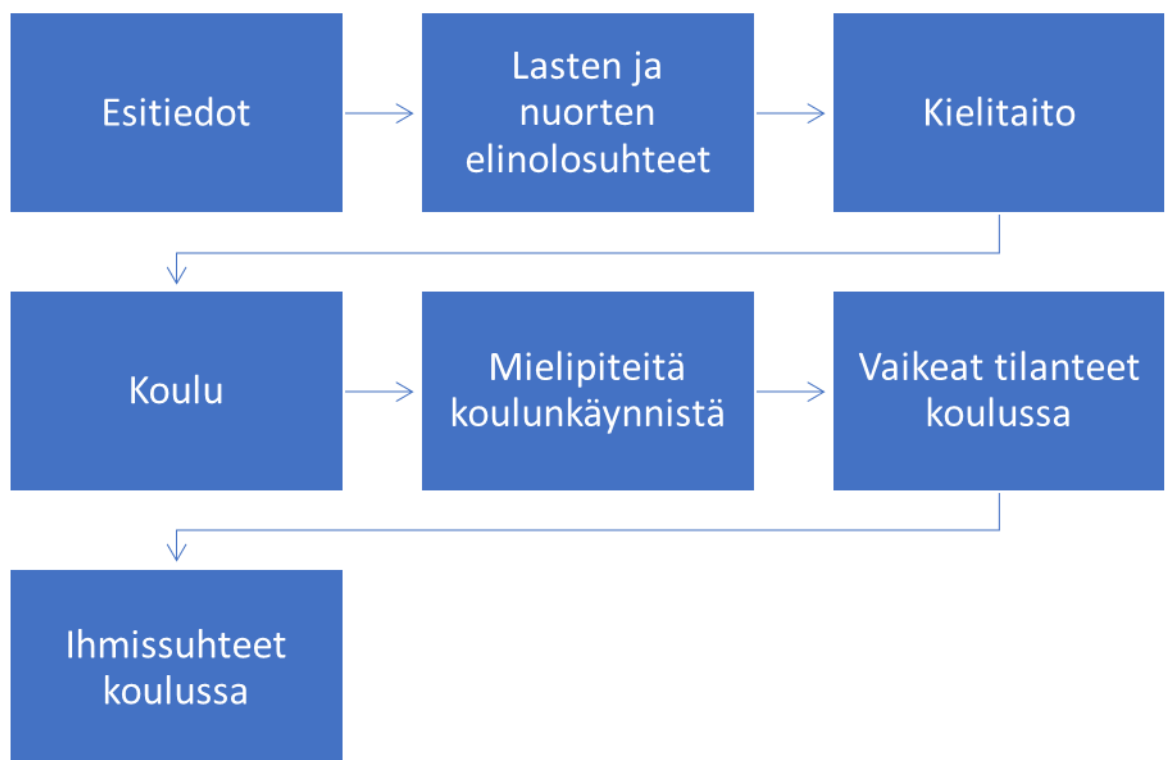 Esitiedot
Lasten ja
nuorten
elinolosuhteet
Kielitaito
Koulu
Mielipiteitä
koulunkäynnistä
Vaikeat tilanteet
koulussa
Ihmissuhteet
koulussa